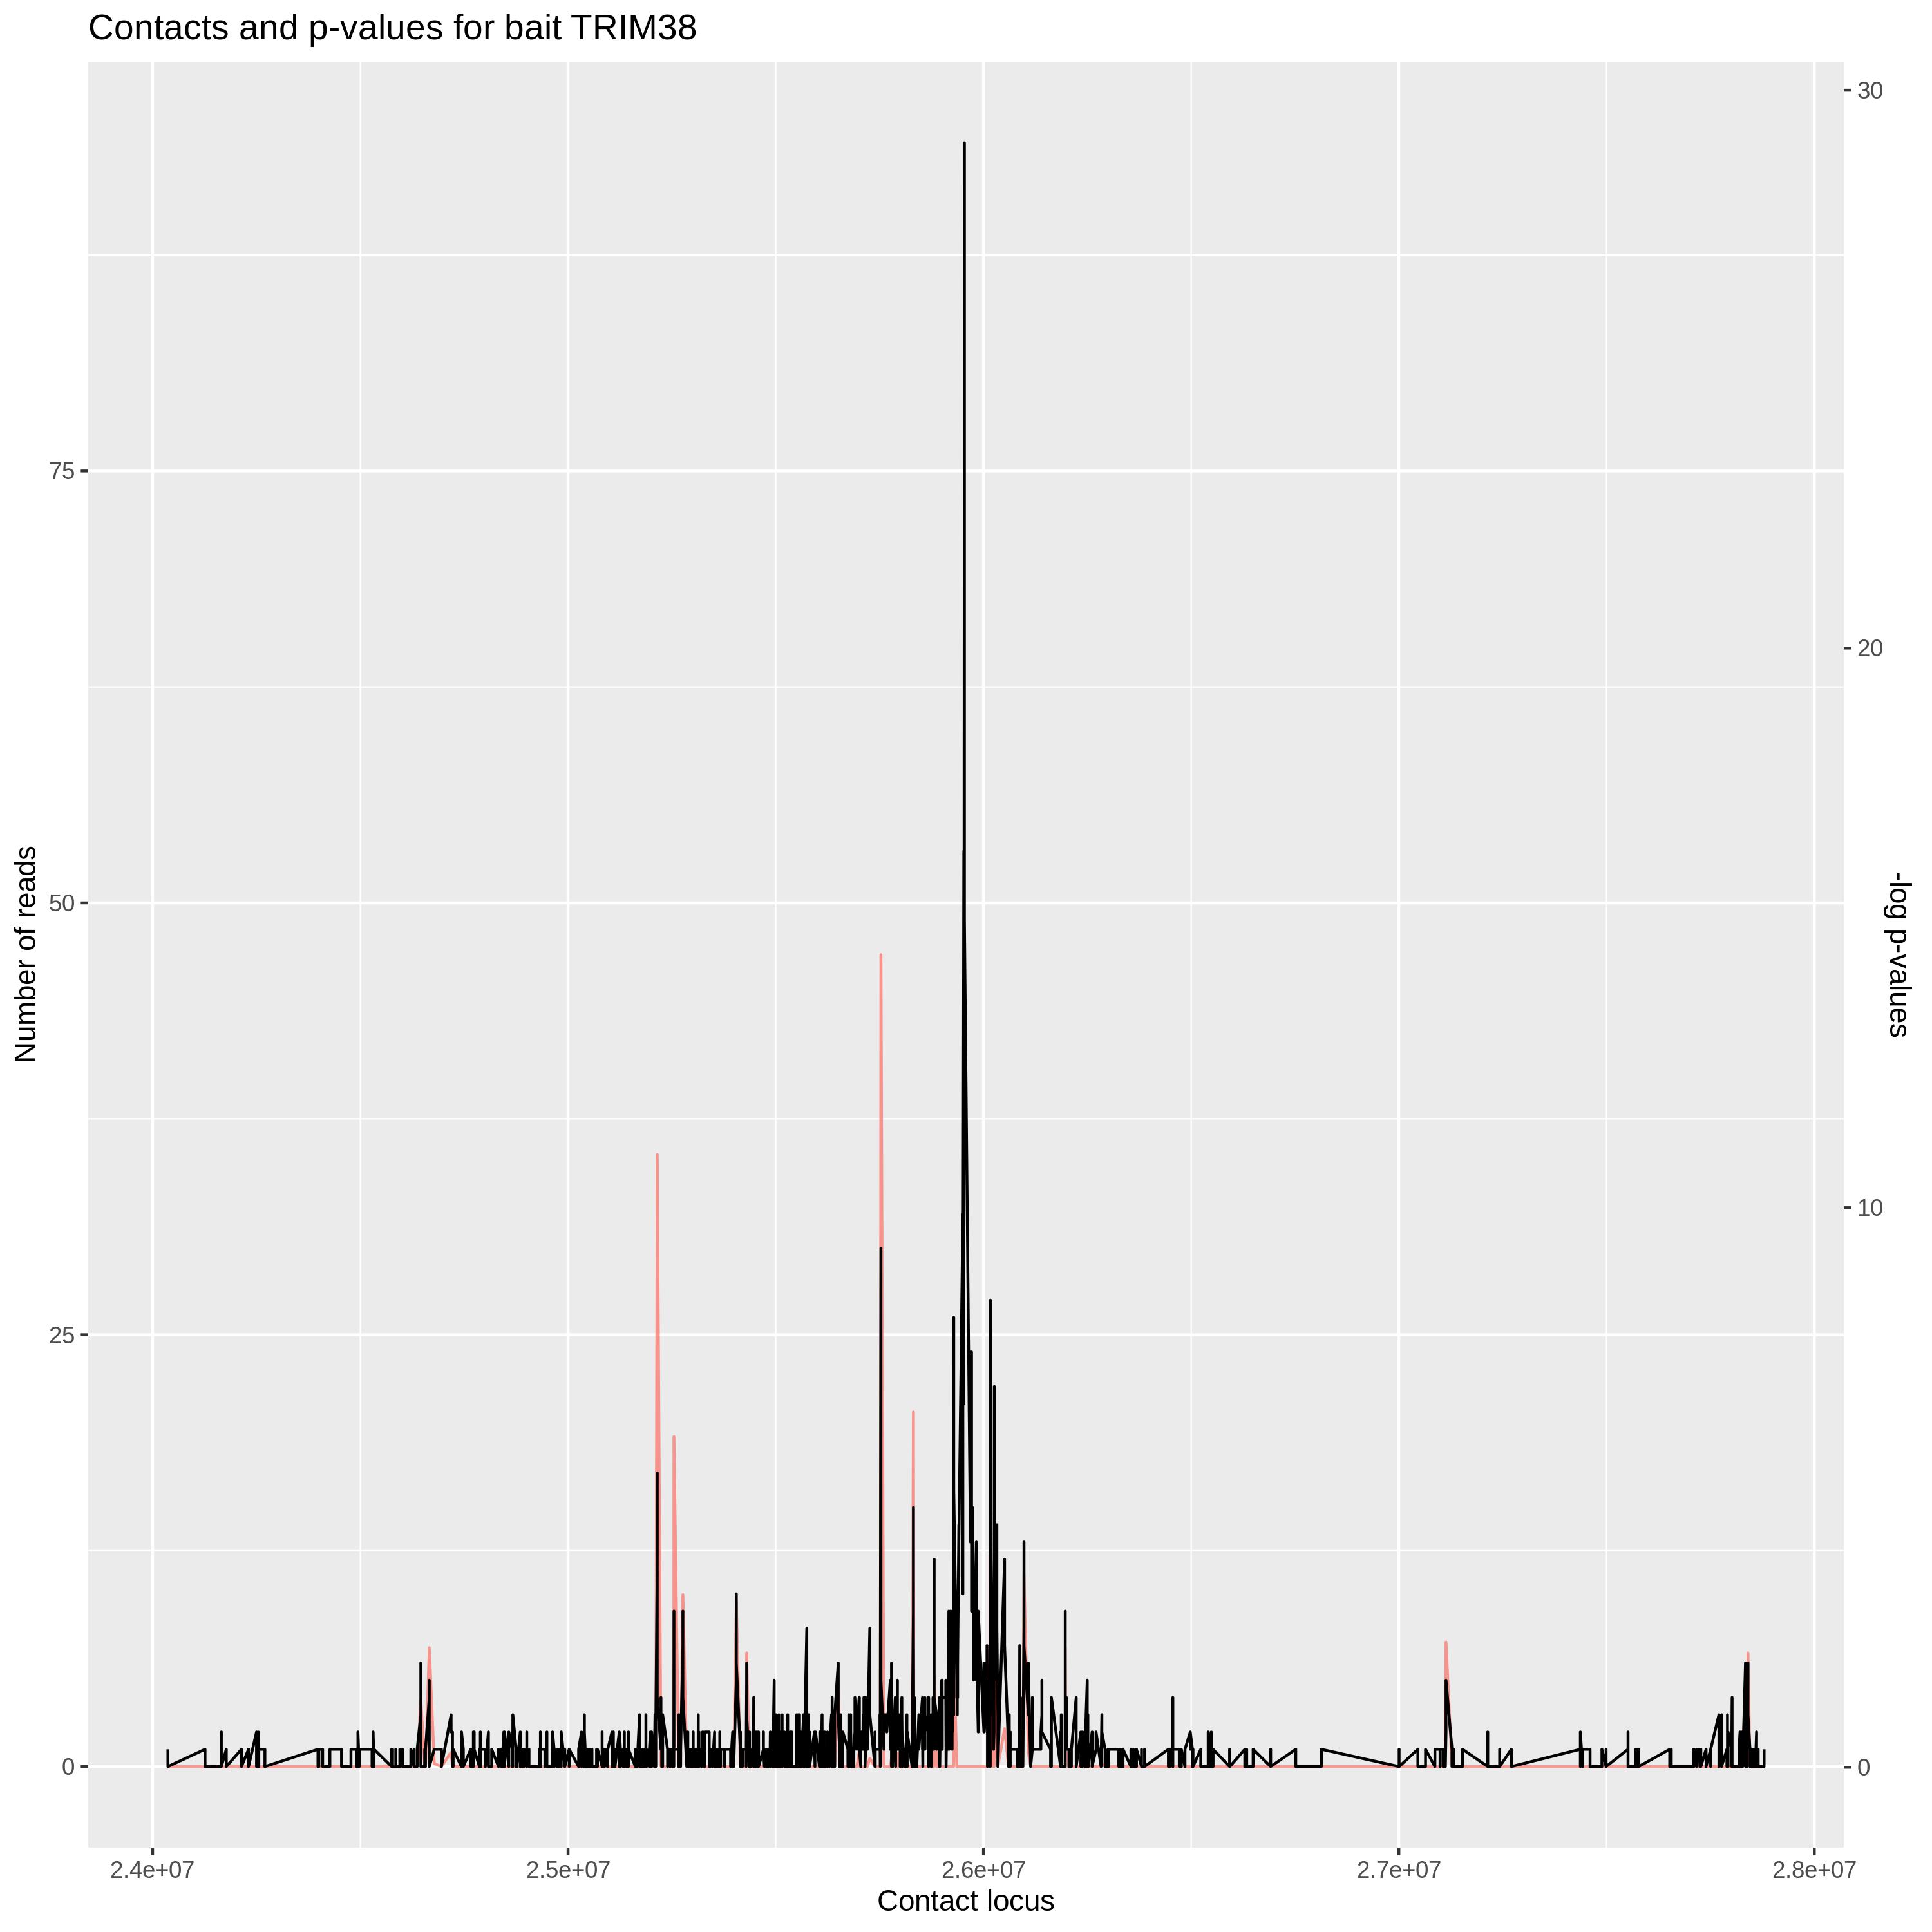 Contacts and p-values for bait TRIM38
30
75
20
Number of reads
-log p-values
50
10
25
0
0
2.4e+07
2.5e+07
2.6e+07
2.7e+07
2.8e+07
Contact locus